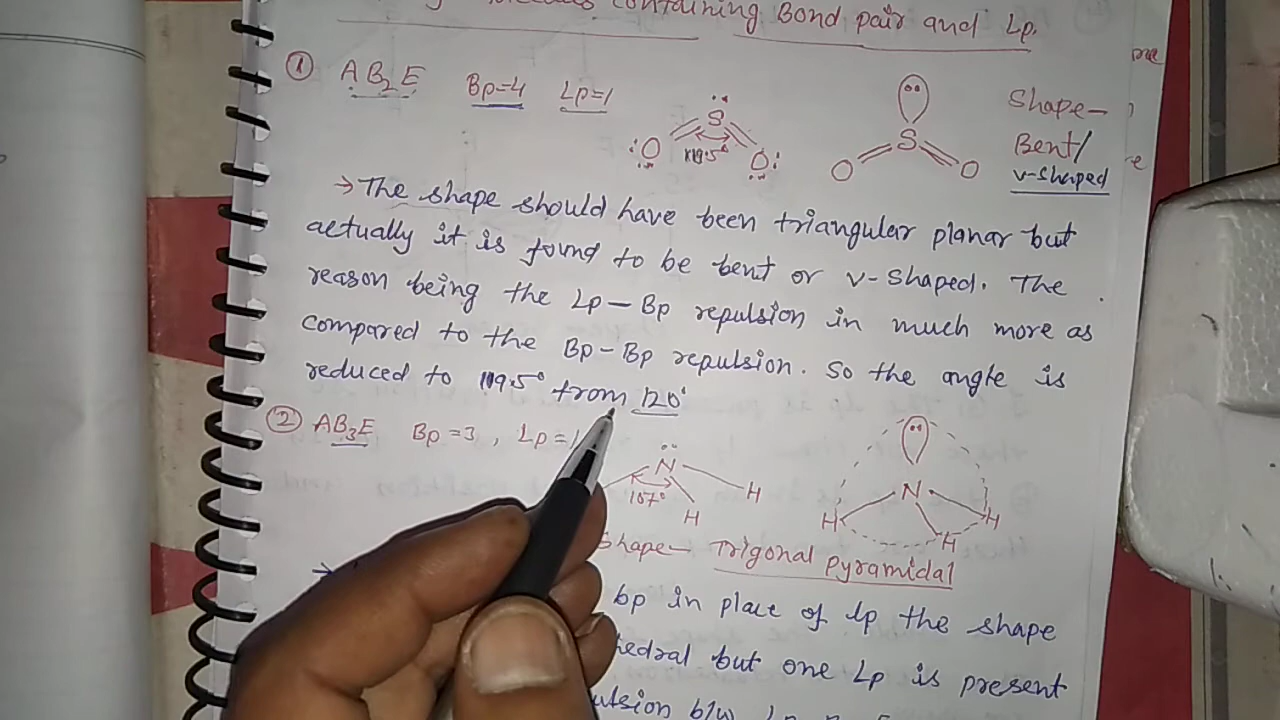 containing Bond pair and Lp.
① AB₂E Bp=4 Lp=1
S
O 119.5° O
S
O O
Shape-
Bent/
v-shaped
→ The shape should have been triangular planar but
actually it is found to be bent or v-shaped. The
reason being the Lp-Bp repulsion in much more as
compared to the Bp-Bp repulsion. So the angle is
reduced to 119.5° from 120°
② AB₃E Bp=3, Lp=1
N
107° H
H
N
H H
H
Shape- Trigonal pyramidal
bp in place of lp the shape
hedral but one Lp is present
ulsion b/w